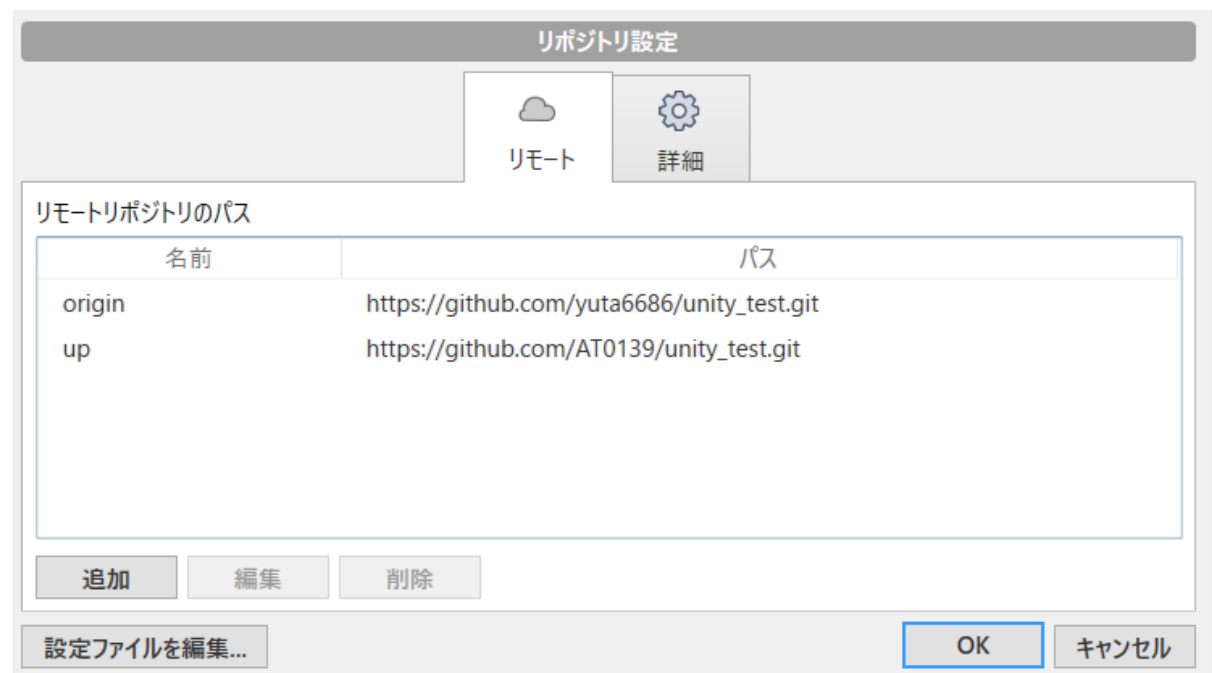 リポジトリ設定
リモート 詳細
リモートリポジトリのパス
名前 パス
origin https://github.com/yuta6686/unity_test.git
up https://github.com/AT0139/unity_test.git
追加 編集 削除
設定ファイルを編集... OK キャンセル